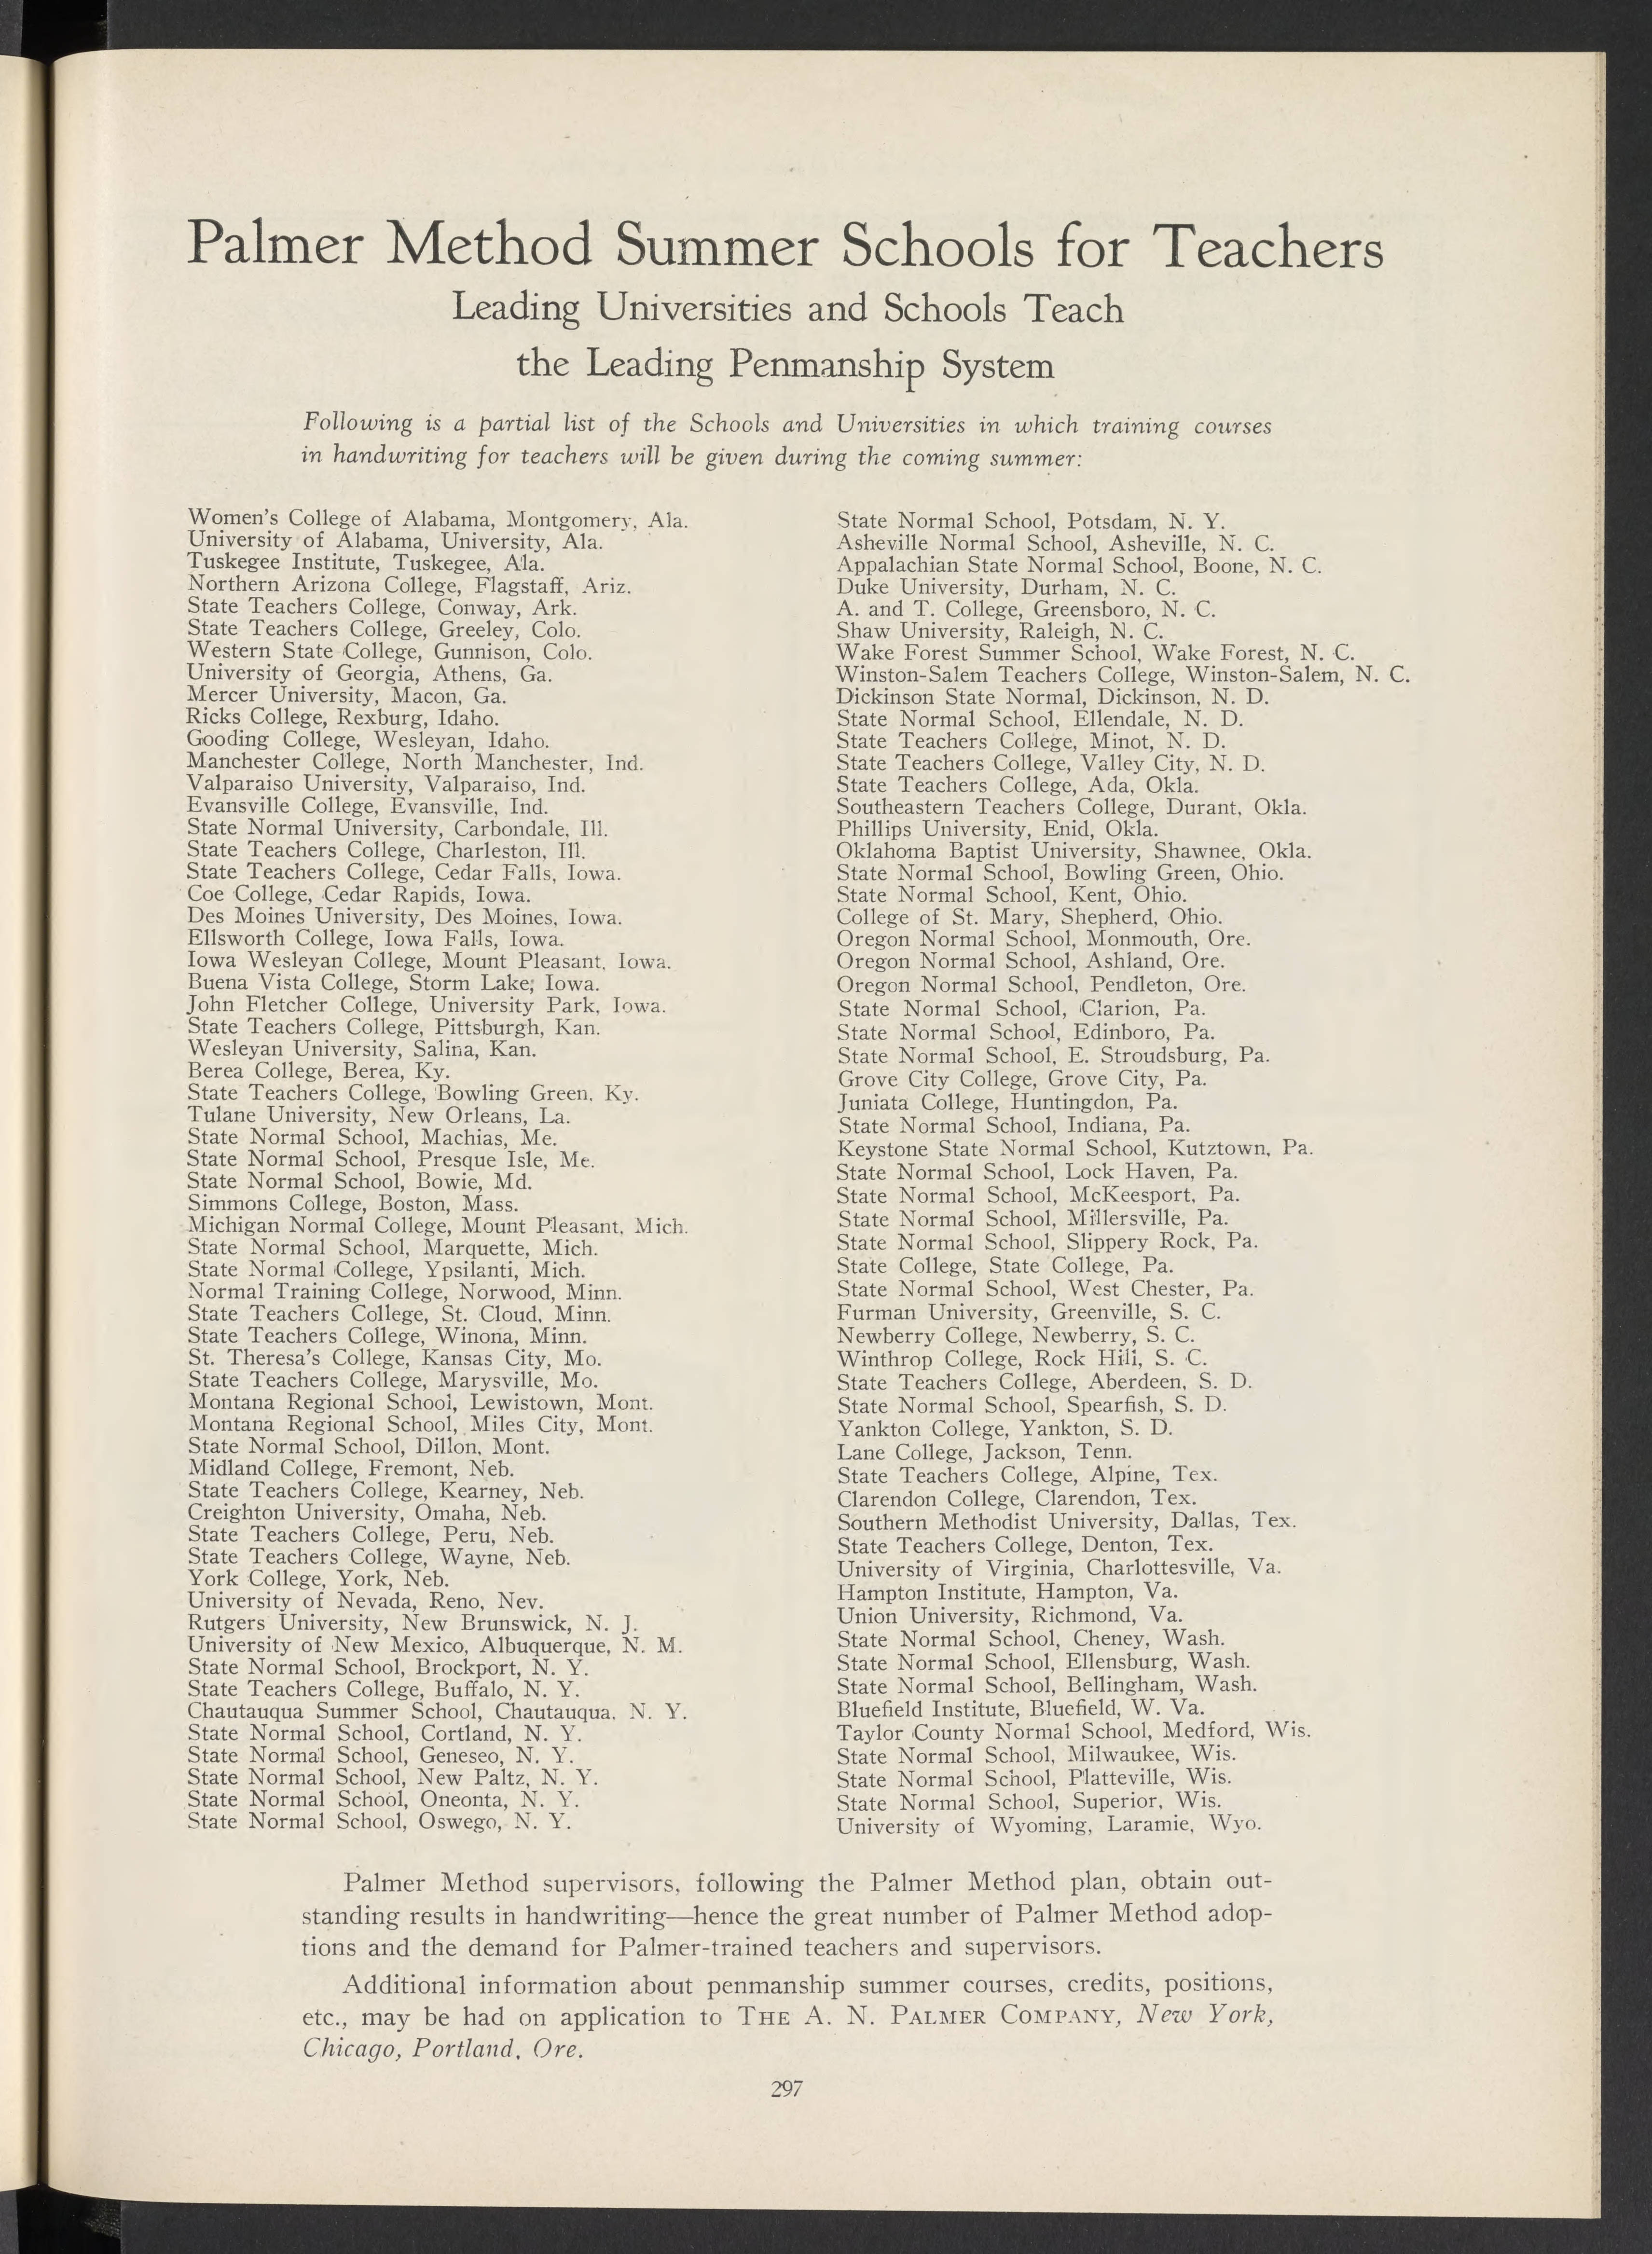 Palmer Method Summer Schools for Teachers
Leading Universities and Schools Teach
the Leading Penmanship System
Following is a partial list of the Schools and Universities in which training courses
in handwriting for teachers will be given during the coming summer:
Women's College of Alabama, Montgomery, Ala.
University of Alabama, University, Ala.
Tuskegee Institute, Tuskegee, Ala.
Northern Arizona College, Flagstaff, Ariz.
State Teachers College, Conway, Ark.
State Teachers College, Greeley, Colo.
Western State College, Gunnison, Colo.
University of Georgia, Athens, Ga.
Mercer University, Macon, Ga.
Ricks College, Rexburg, Idaho.
Gooding College, Wesleyan, Idaho.
Manchester College, North Manchester, Ind.
Valparaiso University, Valparaiso, Ind.
Evansville College, Evansville, Ind.
State Normal University, Carbondale, Ill.
State Teachers College, Charleston, Ill.
State Teachers College, Cedar Falls, Iowa.
Coe College, Cedar Rapids, Iowa.
Des Moines University, Des Moines, Iowa.
Ellsworth College, Iowa Falls, Iowa.
Iowa Wesleyan College, Mount Pleasant, Iowa.
Buena Vista College, Storm Lake, Iowa.
John Fletcher College, University Park, Iowa.
State Teachers College, Pittsburgh, Kan.
Wesleyan University, Salina, Kan.
Berea College, Berea, Ky.
State Teachers College, Bowling Green, Ky.
Tulane University, New Orleans, La.
State Normal School, Machias, Me.
State Normal School, Presque Isle, Me.
State Normal School, Bowie, Md.
Simmons College, Boston, Mass.
Michigan Normal College, Mount Pleasant, Mich.
State Normal School, Marquette, Mich.
State Normal College, Ypsilanti, Mich.
Normal Training College, Norwood, Minn.
State Teachers College, St. Cloud, Minn.
State Teachers College, Winona, Minn.
St. Theresa's College, Kansas City, Mo.
State Teachers College, Marysville, Mo.
Montana Regional School, Lewistown, Mont.
Montana Regional School, Miles City, Mont.
State Normal School, Dillon, Mont.
Midland College, Fremont, Neb.
State Teachers College, Kearney, Neb.
Creighton University, Omaha, Neb.
State Teachers College, Peru, Neb.
State Teachers College, Wayne, Neb.
York College, York, Neb.
University of Nevada, Reno, Nev.
Rutgers University, New Brunswick, N. J.
University of New Mexico, Albuquerque, N. M.
State Normal School, Brockport, N. Y.
State Teachers College, Buffalo, N. Y.
Chautauqua Summer School, Chautauqua, N. Y.
State Normal School, Cortland, N. Y.
State Normal School, Geneseo, N. Y.
State Normal School, New Paltz, N. Y.
State Normal School, Oneonta, N. Y.
State Normal School, Oswego, N. Y.
State Normal School, Potsdam, N. Y.
Asheville Normal School, Asheville, N. C.
Appalachian State Normal School, Boone, N. C.
Duke University, Durham, N. C.
A. and T. College, Greensboro, N. C.
Shaw University, Raleigh, N. C.
Wake Forest Summer School, Wake Forest, N. C.
Winston-Salem Teachers College, Winston-Salem, N. C.
Dickinson State Normal, Dickinson, N. D.
State Normal School, Ellendale, N. D.
State Teachers College, Minot, N. D.
State Teachers College, Valley City, N. D.
State Teachers College, Ada, Okla.
Southeastern Teachers College, Durant, Okla.
Phillips University, Enid, Okla.
Oklahoma Baptist University, Shawnee, Okla.
State Normal School, Bowling Green, Ohio.
State Normal School, Kent, Ohio.
College of St. Mary, Shepherd, Ohio.
Oregon Normal School, Monmouth, Ore.
Oregon Normal School, Ashland, Ore.
Oregon Normal School, Pendleton, Ore.
State Normal School, Clarion, Pa.
State Normal School, Edinboro, Pa.
State Normal School, E. Stroudsburg, Pa.
Grove City College, Grove City, Pa.
Juniata College, Huntingdon, Pa.
State Normal School, Indiana, Pa.
Keystone State Normal School, Kutztown, Pa.
State Normal School, Lock Haven, Pa.
State Normal School, McKeesport, Pa.
State Normal School, Millersville, Pa.
State Normal School, Slippery Rock, Pa.
State College, State College, Pa.
State Normal School, West Chester, Pa.
Furman University, Greenville, S. C.
Newberry College, Newberry, S. C.
Winthrop College, Rock Hill, S. C.
State Teachers College, Aberdeen, S. D.
State Normal School, Spearfish, S. D.
Yankton College, Yankton, S. D.
Lane College, Jackson, Tenn.
State Teachers College, Alpine, Tex.
Clarendon College, Clarendon, Tex.
Southern Methodist University, Dallas, Tex.
State Teachers College, Denton, Tex.
University of Virginia, Charlottesville, Va.
Hampton Institute, Hampton, Va.
Union University, Richmond, Va.
State Normal School, Cheney, Wash.
State Normal School, Ellensburg, Wash.
State Normal School, Bellingham, Wash.
Bluefield Institute, Bluefield, W. Va.
Taylor County Normal School, Medford, Wis.
State Normal School, Milwaukee, Wis.
State Normal School, Platteville, Wis.
State Normal School, Superior, Wis.
University of Wyoming, Laramie, Wyo.
Palmer Method supervisors, following the Palmer Method plan, obtain out-
standing results in handwriting—hence the great number of Palmer Method adop-
tions and the demand for Palmer-trained teachers and supervisors.
Additional information about penmanship summer courses, credits, positions,
etc., may be had on application to THE A. N. PALMER COMPANY, New York,
Chicago, Portland, Ore.
297